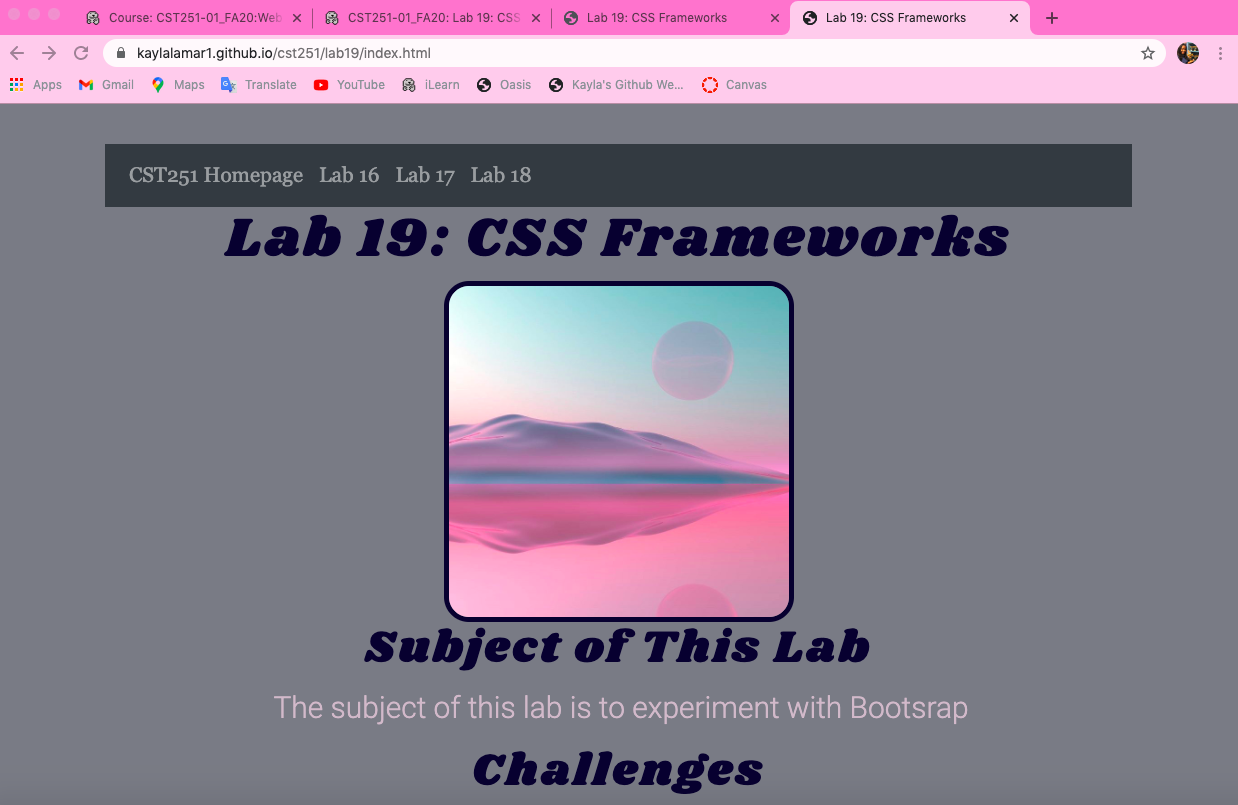 Course: CST251-01_FA20:Web
CST251-01_FA20: Lab 19: CSS
Lab 19: CSS Frameworks
Lab 19: CSS Frameworks
kaylalamar1.github.io/cst251/lab19/index.html
Apps Gmail Maps Translate YouTube iLearn Oasis Kayla's Github We... Canvas
CST251 Homepage Lab 16 Lab 17 Lab 18
Lab 19: CSS Frameworks
Subject of This Lab
The subject of this lab is to experiment with Bootsrap
Challenges